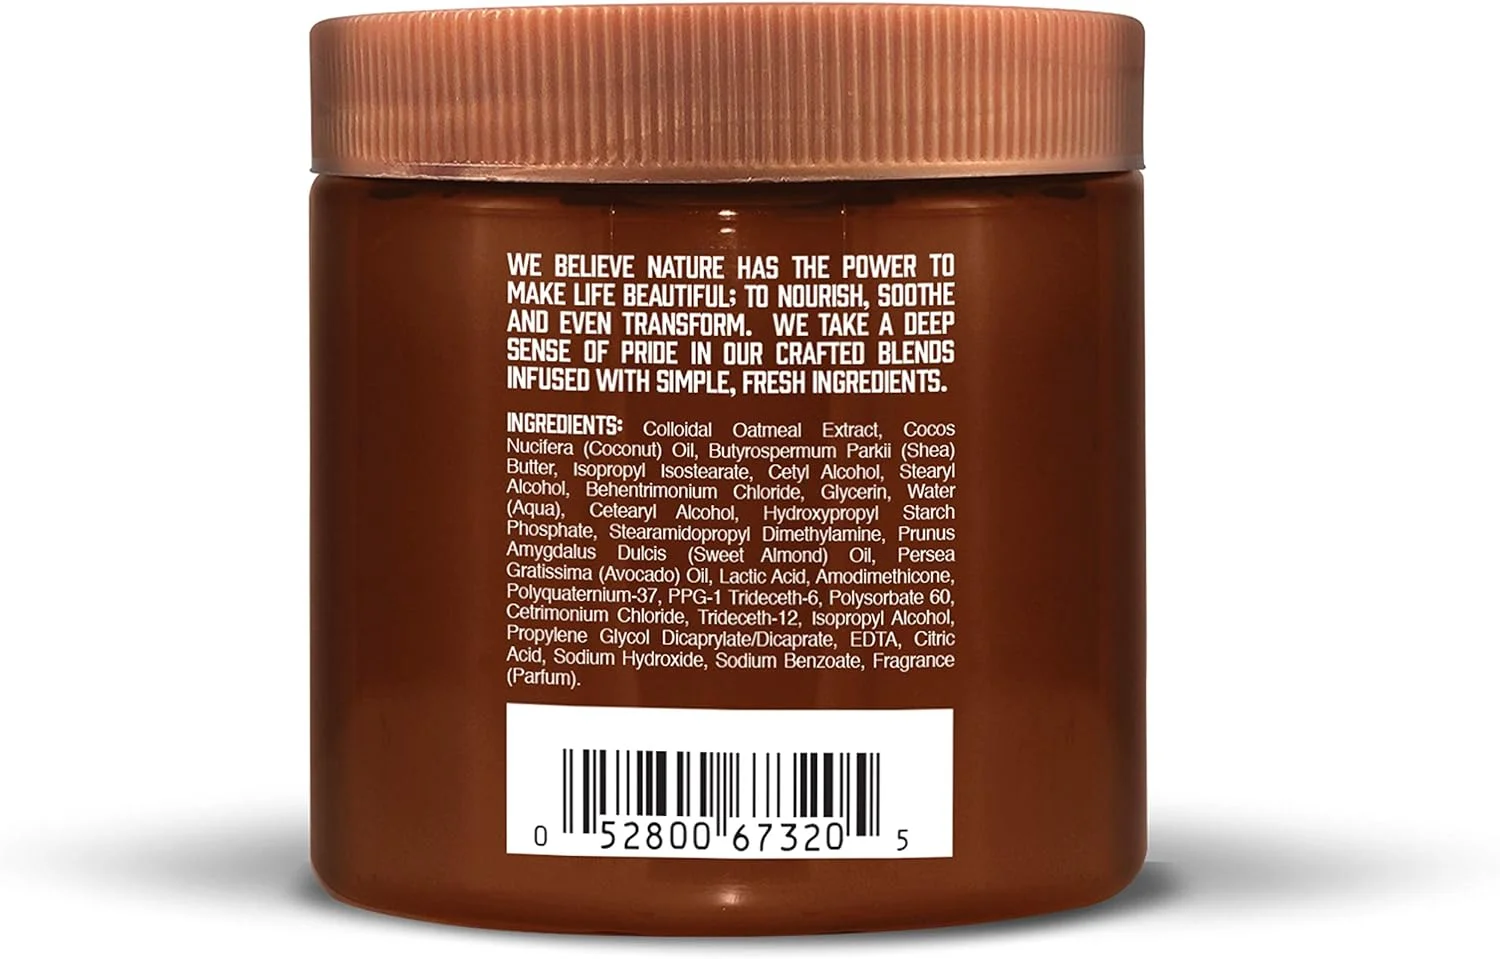 WE BELIEVE NATURE HAS THE POWER TO
MAKE LIFE BEAUTIFUL; TO NOURISH, SOOTHE
AND EVEN TRANSFORM. WE TAKE A DEEP
SENSE OF PRIDE IN OUR CRAFTED BLENDS
INFUSED WITH SIMPLE, FRESH INGREDIENTS.
INGREDIENTS: Colloidal Oatmeal Extract, Cocos
Nucifera (Coconut) Oil, Butyrospermum Parkii (Shea)
Butter, Isopropyl Isostearate, Cetyl Alcohol, Stearyl
Alcohol, Behentrimonium Chloride, Glycerin, Water
(Aqua), Cetearyl Alcohol, Hydroxypropyl Starch
Phosphate, Stearamidopropyl Dimethylamine, Prunus
Amygdalus Dulcis (Sweet Almond) Oil, Persea
Gratissima (Avocado) Oil, Lactic Acid, Amodimethicone,
Polyquaternium-37, PPG-1 Trideceth-6, Polysorbate 60,
Cetrimonium Chloride, Trideceth-12, Isopropyl Alcohol,
Propylene Glycol Dicaprylate/Dicaprate, EDTA, Citric
Acid, Sodium Hydroxide, Sodium Benzoate, Fragrance
(Parfum).
0 52800 67320 5